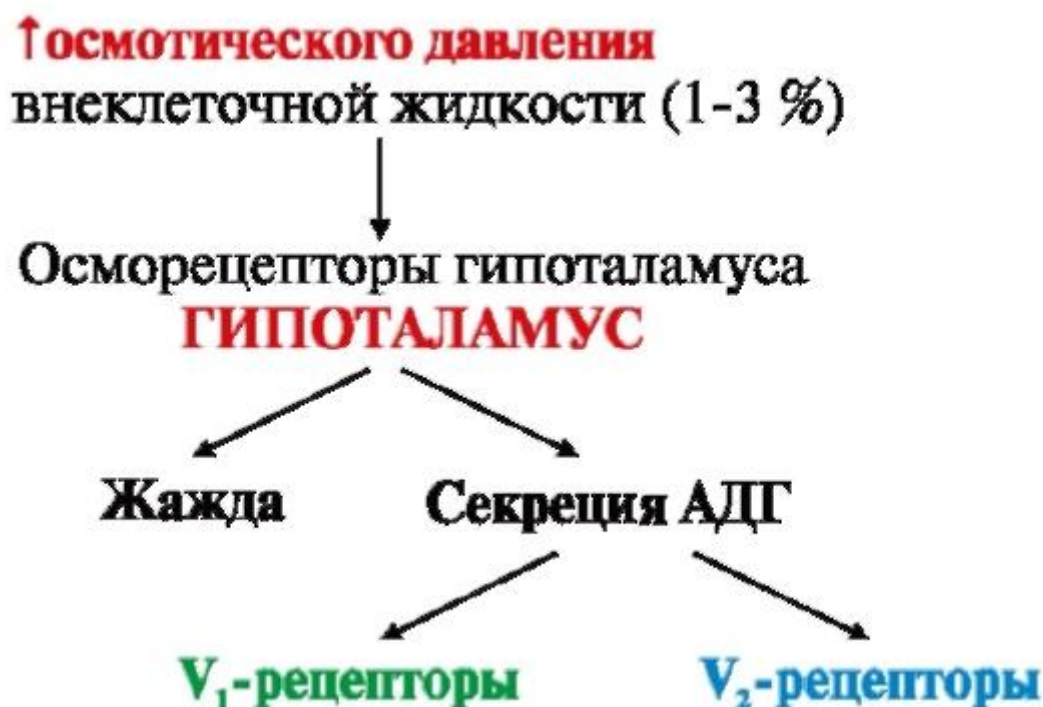 ↑осмотического давления
внеклеточной жидкости (1-3 %)
Осморецепторы гипоталамуса
ГИПОТАЛАМУС
Жажда Секреция АДГ
V₁-рецепторы V₂-рецепторы